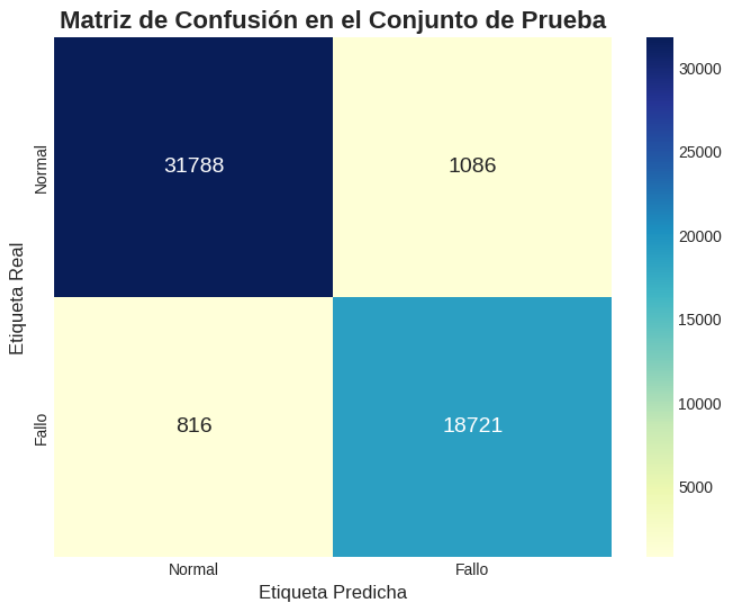 Matriz de Confusión en el Conjunto de Prueba
Etiqueta Real
Normal
31788
1086
Fallo
816
18721
Normal
Fallo
Etiqueta Predicha
30000
25000
20000
15000
10000
5000